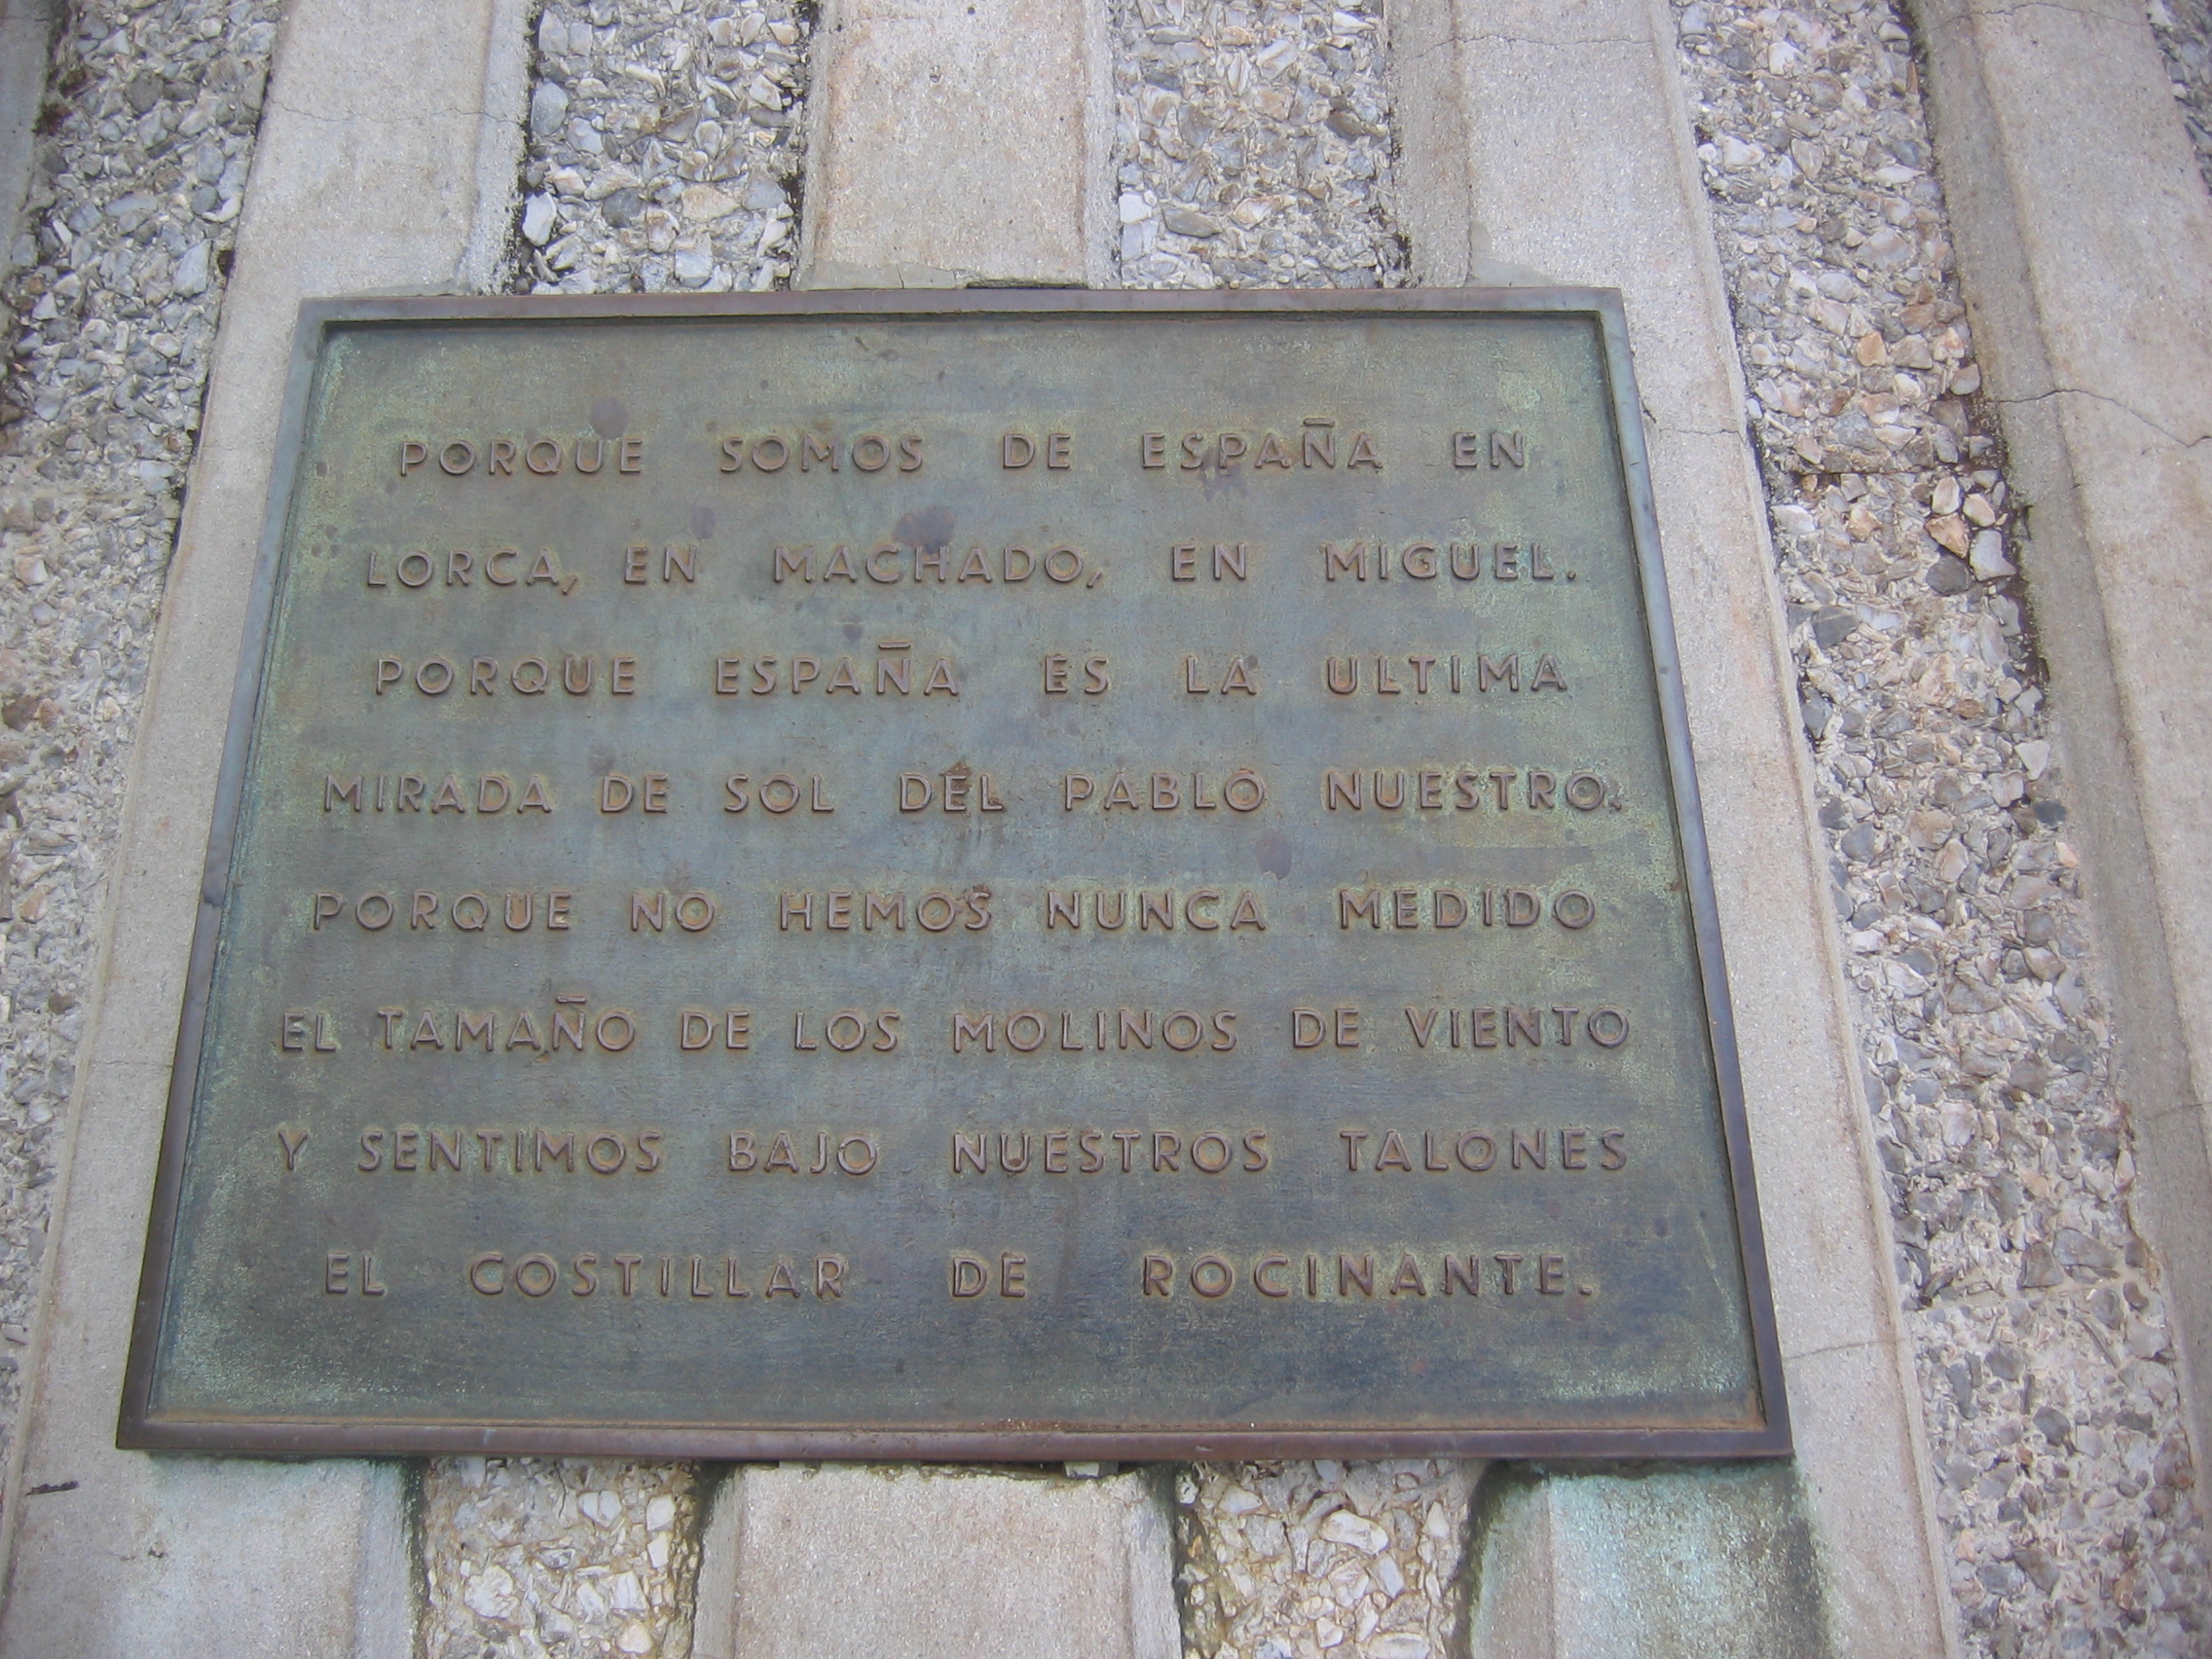 PORQUE SOMOS DE ESPAÑA EN
LORCA, EN MACHADO, EN MIGUEL.
PORQUE ESPAÑA ES LA ULTIMA
MIRADA DE SOL DEL PABLO NUESTRO.
PORQUE NO HEMOS NUNCA MEDIDO
EL TAMAÑO DE LOS MOLINOS DE VIENTO
Y SENTIMOS BAJO NUESTROS TALONES
EL COSTILLAR DE ROCINANTE.